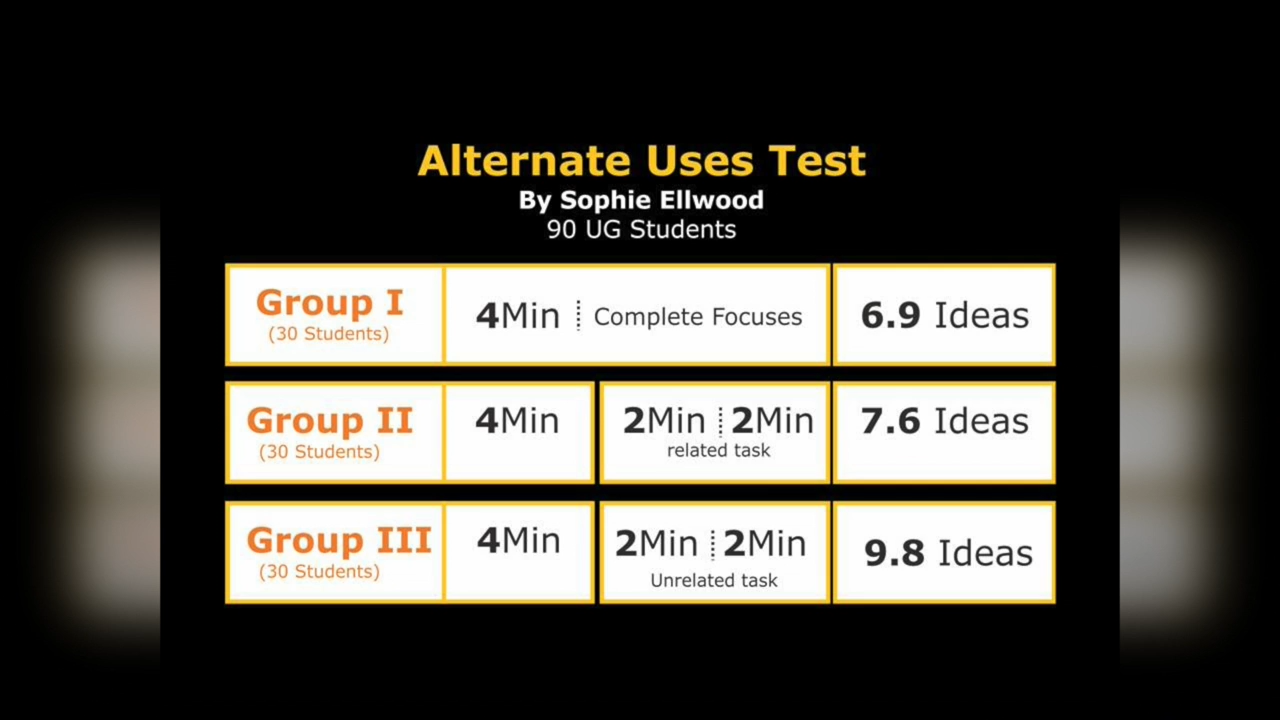 Alternate Uses Test
By Sophie Ellwood
90 UG Students
Group I
(30 Students)
4Min Complete Focuses
6.9 Ideas
Group II
(30 Students)
4Min
2Min 2Min
related task
7.6 Ideas
Group III
(30 Students)
4Min
2Min 2Min
Unrelated task
9.8 Ideas